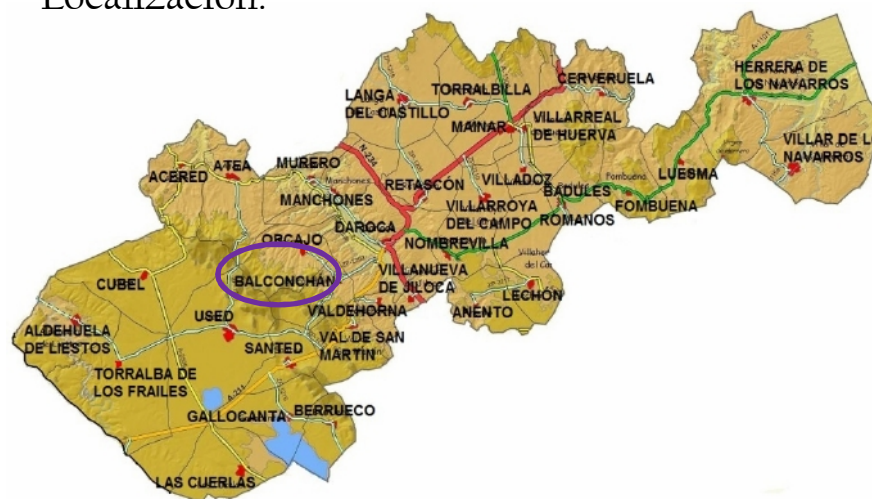 Localización:
HERRERA
DE LOS NAVARROS
CERVERUELA
TORRALBILLA
LANGA
DEL CASTILLO
MAINAR
VILLARREAL
DE HUERVA
VILLAR DE LOS
NAVARROS
MURERO
ATEA
ACERED
RETASCÓN
VILLADOZ
LUESMA
BADULES
MANCHONES
VILLARROYA
DEL CAMPO
ROMANOS
FOMBUENA
DAROCA
ORCAJO
NOMBREVILLA
BALCONCHÁN
VILLANUEVA
DE JILOCA
CUBEL
LECHÓN
ANENTO
VALDEHORNA
USED
ALDEHUELA
DE LIESTOS
SANTED
VAL DE SAN
MARTÍN
TORRALBA DE
LOS FRAILES
GALLOCANTA
BERRUECO
LAS CUERLAS
N-234
A-211